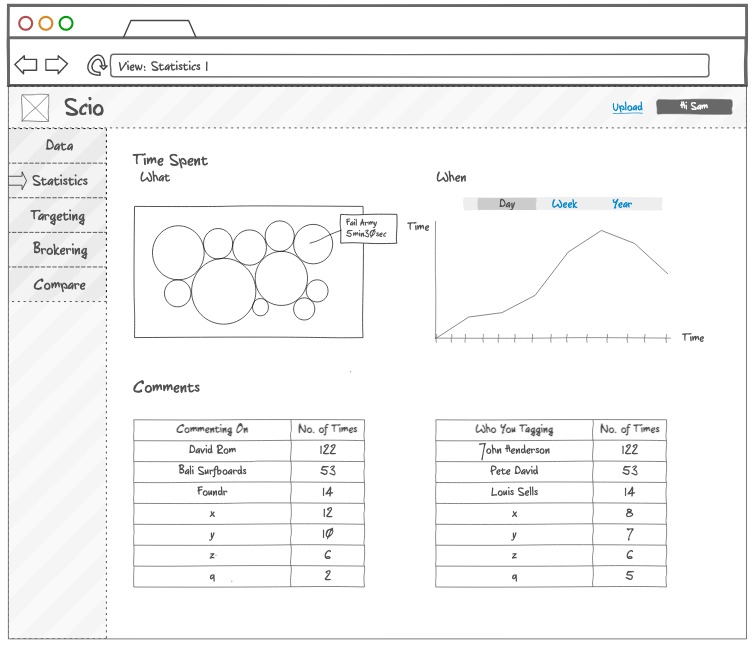 View: Statistics |
Scio
Upload
Hi Sam
Data
Statistics
Targeting
Brokering
Compare
Time Spent
What
Fail Army
5min30sec
When
Day Week Year
Time
Time
Comments
Commenting On No. of Times
David Rom 122
Bali Surfboards 53
Foundr 14
x 12
y 10
z 6
q 2
Who You Tagging No. of Times
John Henderson 122
Pete David 53
Louis Sells 14
x 8
y 7
z 6
q 5